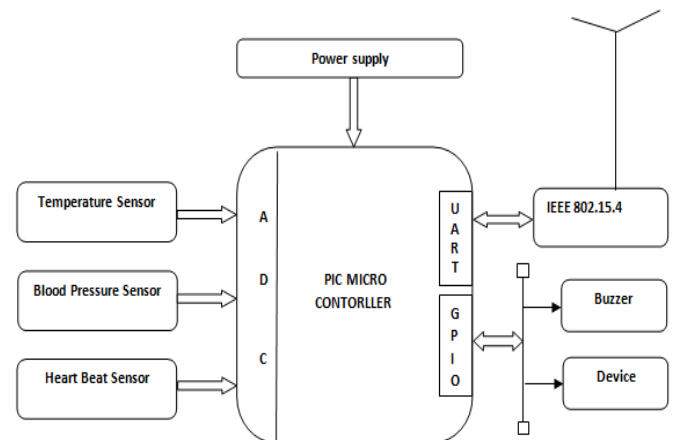 Power supply
Temperature Sensor
Blood Pressure Sensor
Heart Beat Sensor
A
D
C
PIC MICRO
CONTORLLER
U
A
R
T
G
P
I
O
IEEE 802.15.4
Buzzer
Device